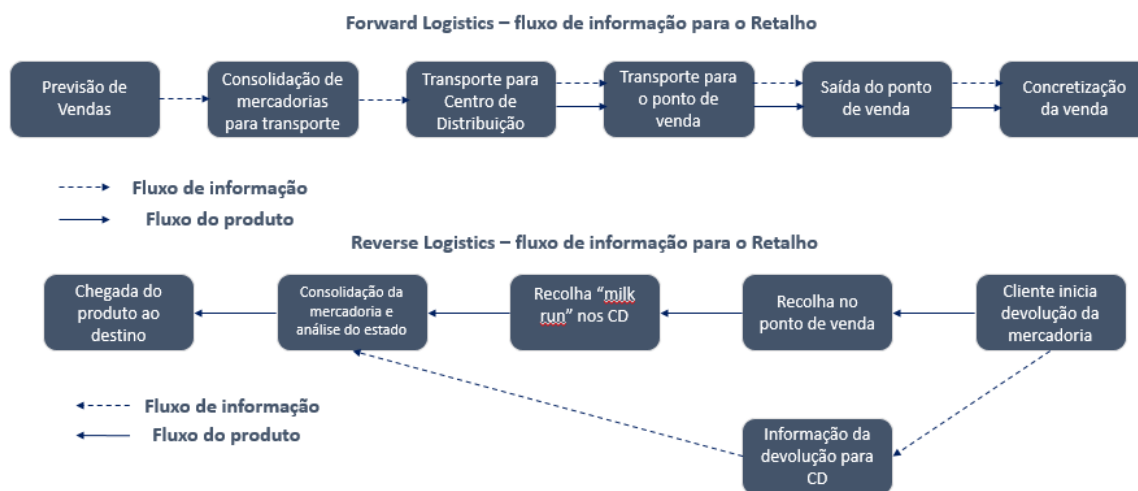 Forward Logistics – fluxo de informação para o Retalho
Previsão de
Vendas
Consolidação de
mercadorias
para transporte
Transporte para
Centro de
Distribuição
Transporte para
o ponto de
venda
Saída do ponto
de venda
Concretização
da venda
Fluxo de informação
Fluxo do produto
Reverse Logistics – fluxo de informação para o Retalho
Chegada do
produto ao
destino
Consolidação da
mercadoria e
análise do estado
Recolha “milk
run” nos CD
Recolha no
ponto de venda
Cliente inicia
devolução da
mercadoria
Fluxo de informação
Fluxo do produto
Informação da
devolução para
CD